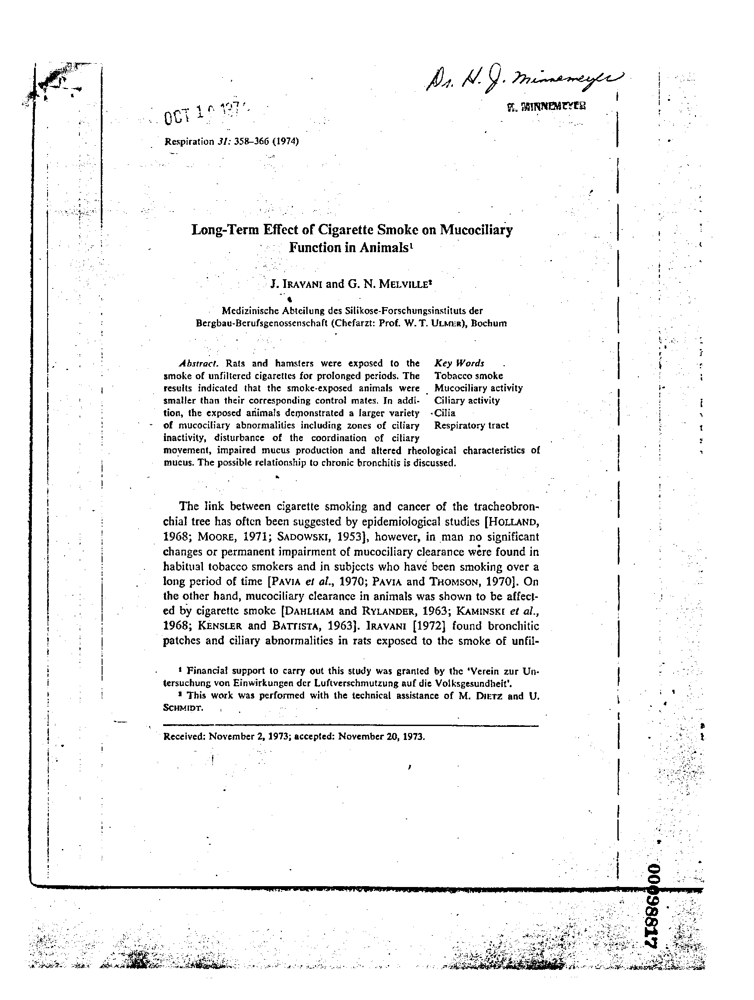 Dr. H. J. Minnemeyer
OCT 1
MINNEMEYER
Respiration 31: 358–366 (1974)
Long-Term Effect of Cigarette Smoke on Mucociliary
Function in Animals¹
J. IRAVANI and G. N. MELVILLE²
Medizinische Abteilung des Silikose-Forschungsinstituts der
Bergbau-Berufsgenossenschaft (Chefarzt: Prof. W. T. ULMER), Bochum
Abstract. Rats and hamsters were exposed to the
smoke of unfiltered cigarettes for prolonged periods. The
results indicated that the smoke-exposed animals were
smaller than their corresponding control mates. In addi-
tion, the exposed animals demonstrated a larger variety
of mucociliary abnormalities including zones of ciliary
inactivity, disturbance of the coordination of ciliary
movement, impaired mucus production and altered rheological characteristics of
mucus. The possible relationship to chronic bronchitis is discussed.
Key Words
Tobacco smoke
Mucociliary activity
Ciliary activity
Cilia
Respiratory tract
The link between cigarette smoking and cancer of the tracheobron-
chial tree has often been suggested by epidemiological studies [HOLLAND,
1968; MOORE, 1971; SADOWSKI, 1953], however, in man no significant
changes or permanent impairment of mucociliary clearance were found in
habitual tobacco smokers and in subjects who have been smoking over a
long period of time [PAVIA et al., 1970; PAVIA and THOMSON, 1970]. On
the other hand, mucociliary clearance in animals was shown to be affect-
ed by cigarette smoke [DAHLHAM and RYLANDER, 1963; KAMINSKI et al.,
1968; KENSLER and BATTISTA, 1963]. IRAVANI [1972] found bronchitic
patches and ciliary abnormalities in rats exposed to the smoke of unfil-
¹ Financial support to carry out this study was granted by the 'Verein zur Un-
tersuchung von Einwirkungen der Luftverschmutzung auf die Volksgesundheit'.
² This work was performed with the technical assistance of M. DIETZ and U.
SCHMIDT.
Received: November 2, 1973; accepted: November 20, 1973.
00098817